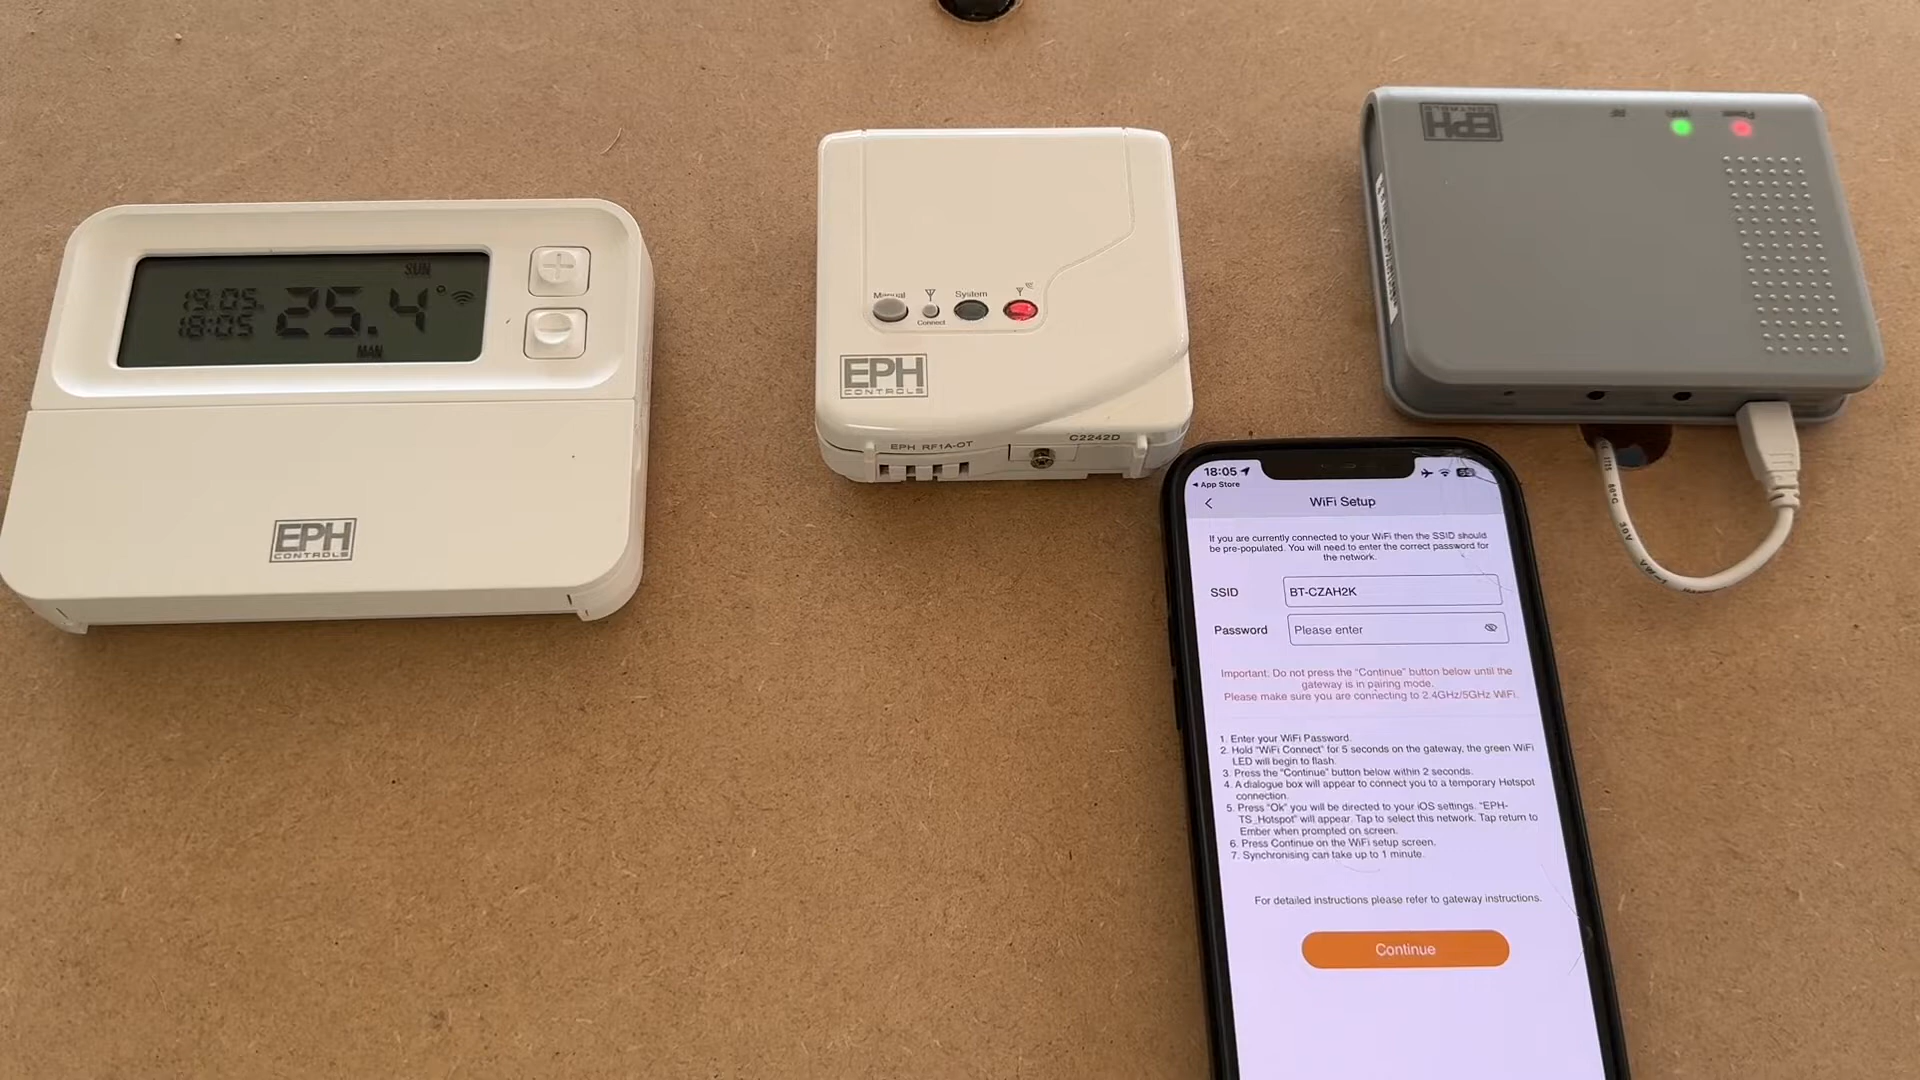 SUN
19.05.
18:05
25.4°
MAN
EPH
CONTROLS
Manual
Connect
System
EPH
CONTROLS
EPH RF1A-OT
C2242D
EPH
CONTROLS
RF
WiFi
Power
18:05
App Store
WiFi Setup
If you are currently connected to your WiFi then the SSID should
be pre-populated. You will need to enter the correct password for
the network.
SSID
BT-CZAH2K
Password
Please enter
Important: Do not press the "Continue" button below until the
gateway is in pairing mode.
Please make sure you are connecting to 2.4GHz/5GHz WiFi.
1. Enter your WiFi Password.
2. Hold "WiFi Connect" for 5 seconds on the gateway, the green WiFi
LED will begin to flash.
3. Press the "Continue" button below within 2 seconds.
4. A dialogue box will appear to connect you to a temporary Hotspot
connection.
5. Press "Ok" you will be directed to your iOS settings. "EPH-
TS_Hotspot" will appear. Tap to select this network. Tap return to
Ember when prompted on screen.
6. Press Continue on the WiFi setup screen.
7. Synchronising can take up to 1 minute.
For detailed instructions please refer to gateway instructions.
Continue
80°C
30V
VW-1